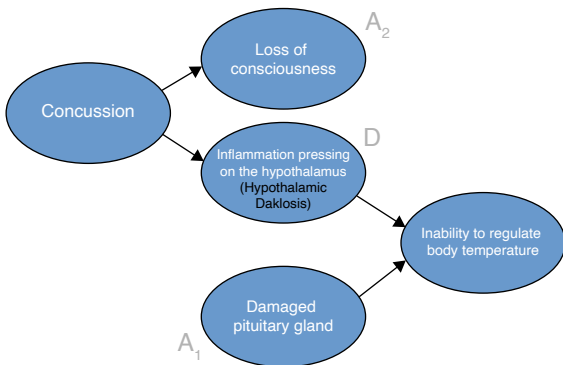 A2
Loss of
consciousness
Concussion
D
Inflammation pressing
on the hypothalamus
(Hypothalamic
Daklosis)
Inability to regulate
body temperature
Damaged
pituitary gland
A1